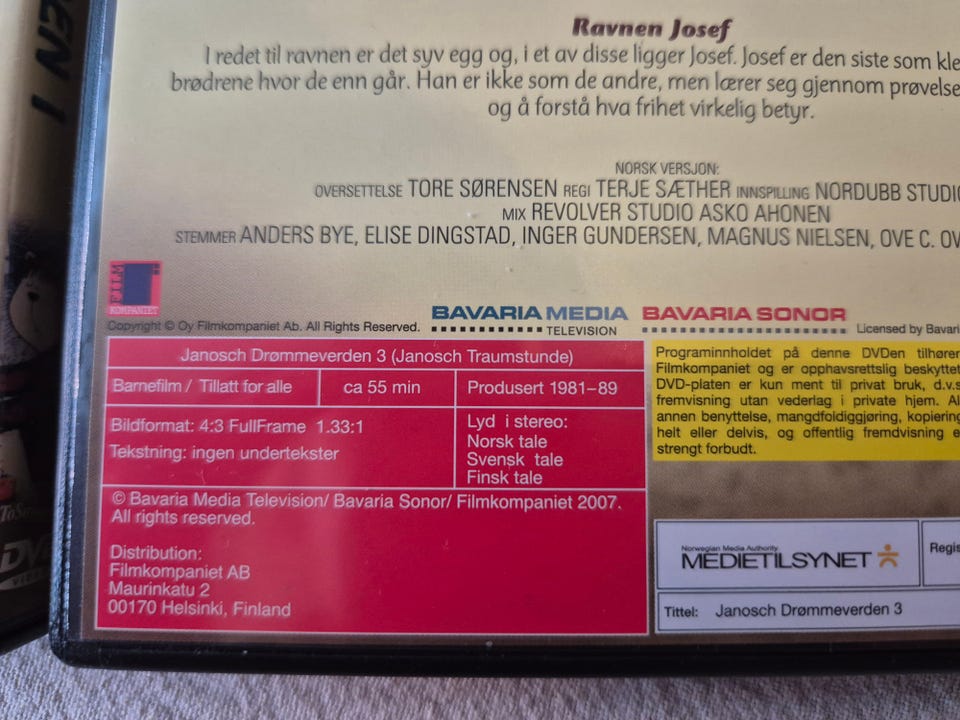 Ravnen Josef
I redet til ravnen er det syv egg og, i et av disse ligger Josef. Josef er den siste som kle
brødrene hvor de enn går. Han er ikke som de andre, men lærer seg gjennom prøvelse
og å forstå hva frihet virkelig betyr.
NORSK VERSJON:
OVERSETTELSE TORE SØRENSEN REGI TERJE SÆTHER INNSPILLING NORDUBB STUDIO
MIX REVOLVER STUDIO ASKO AHONEN
STEMMER ANDERS BYE, ELISE DINGSTAD, INGER GUNDERSEN, MAGNUS NIELSEN, OVE C. OW
FILM
KOMPANIET
BAVARIA MEDIA
TELEVISION
BAVARIA SONOR
Copyright © Oy Filmkompaniet Ab. All Rights Reserved.
Licensed by Bavari
Janosch Drømmeverden 3 (Janosch Traumstunde)
Barnefilm / Tillatt for alle
ca 55 min
Produsert 1981–89
Bildformat: 4:3 FullFrame 1.33:1
Tekstning: ingen undertekster
Lyd i stereo:
Norsk tale
Svensk tale
Finsk tale
© Bavaria Media Television/ Bavaria Sonor/ Filmkompaniet 2007.
All rights reserved.
Distribution:
Filmkompaniet AB
Maurinkatu 2
00170 Helsinki, Finland
Programinnholdet på denne DVDen tilhører
Filmkompaniet og er opphavsrettslig beskyttet
DVD-platen er kun ment til privat bruk, d.v.s
fremvisning utan vederlag i private hjem. Al
annen benyttelse, mangdfoldiggjøring, kopiering
helt eller delvis, og offentlig fremvisning e
strengt forbudt.
Norwegian Media Authority
MEDIETILSYNET
Regis
Tittel: Janosch Drømmeverden 3
EN I
DVD
VIDEO